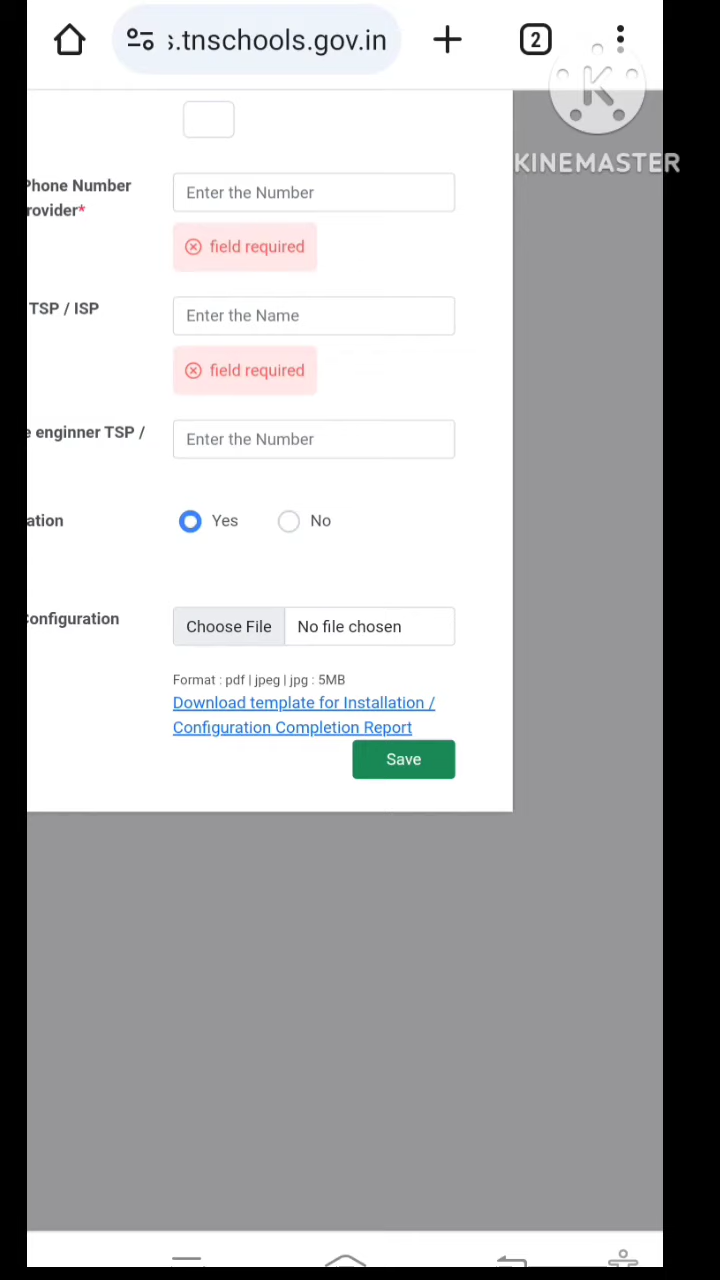 s.tnschools.gov.in
2
KINEMASTER
Phone Number
rovider*
Enter the Number
field required
TSP / ISP
Enter the Name
field required
e enginner TSP /
Enter the Number
ation
Yes
No
Configuration
Choose File
No file chosen
Format : pdf | jpeg | jpg : 5MB
Download template for Installation /
Configuration Completion Report
Save